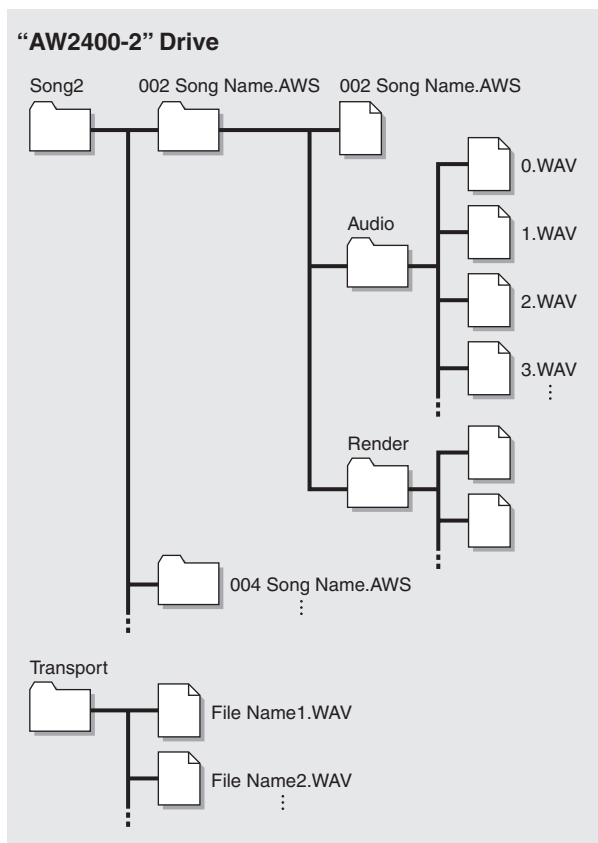 “AW2400-2” Drive
Song2
002 Song Name.AWS
002 Song Name.AWS
0.WAV
Audio
1.WAV
2.WAV
3.WAV
Render
004 Song Name.AWS
Transport
File Name1.WAV
File Name2.WAV